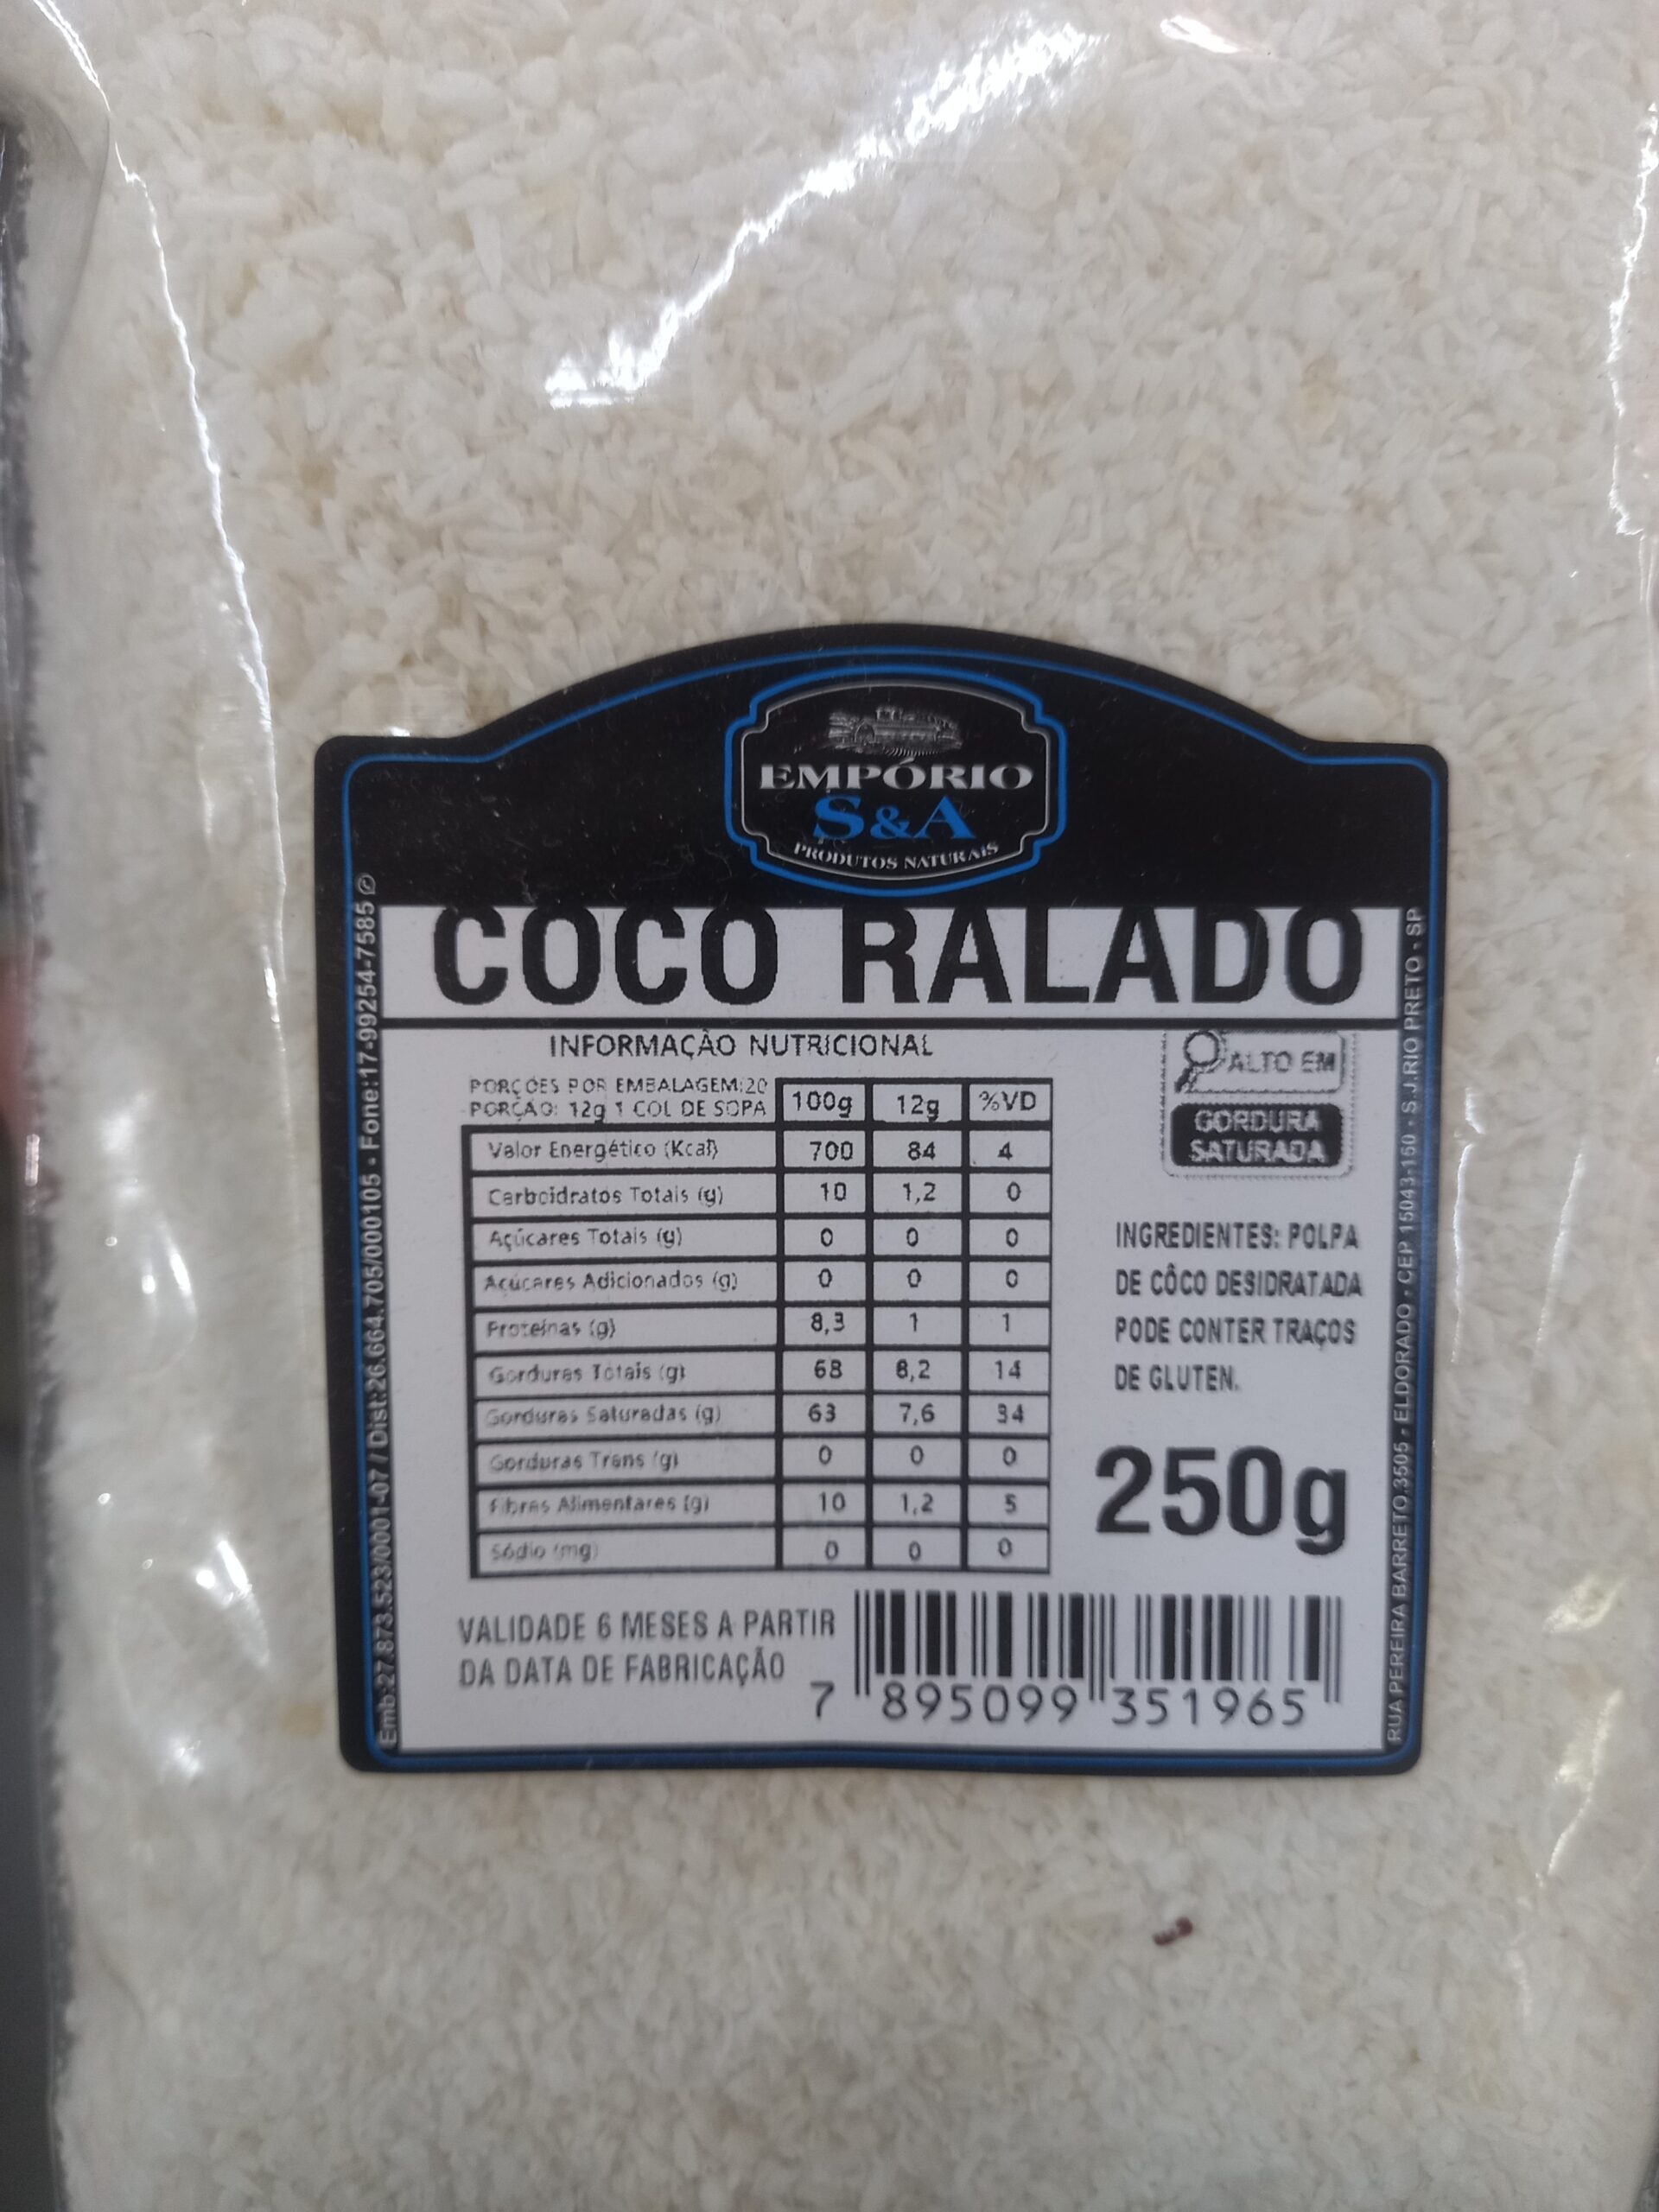 EMPÓRIO
S&A
PRODUTOS NATURAIS
COCO RALADO
INFORMAÇÃO NUTRICIONAL
PORÇÕES POR EMBALAGEM:20
PORÇÃO: 12g 1 COL DE SOPA 100g 12g %VD
Valor Energético (Kcal) 700 84 4
Carboidratos Totais (g) 10 1,2 0
Açúcares Totais (g) 0 0 0
Açúcares Adicionados (g) 0 0 0
Proteínas (g) 8,3 1 1
Gorduras Totais (g) 68 8,2 14
Gorduras Saturadas (g) 63 7,6 34
Gorduras Trans (g) 0 0 0
Fibras Alimentares (g) 10 1,2 5
Sódio (mg) 0 0 0
ALTO EM
GORDURA
SATURADA
INGREDIENTES: POLPA
DE CÔCO DESIDRATADA
PODE CONTER TRAÇOS
DE GLUTEN.
250g
VALIDADE 6 MESES A PARTIR
DA DATA DE FABRICAÇÃO
7 895099 351965
Emb:27.873.523/0001-07 / Dist:26.664.705/000105 - Fone:17-99254-7585
RUA PEREIRA BARRETO,3505 - ELDORADO - CEP 15043-160 - S.J.RIO PRETO - SP